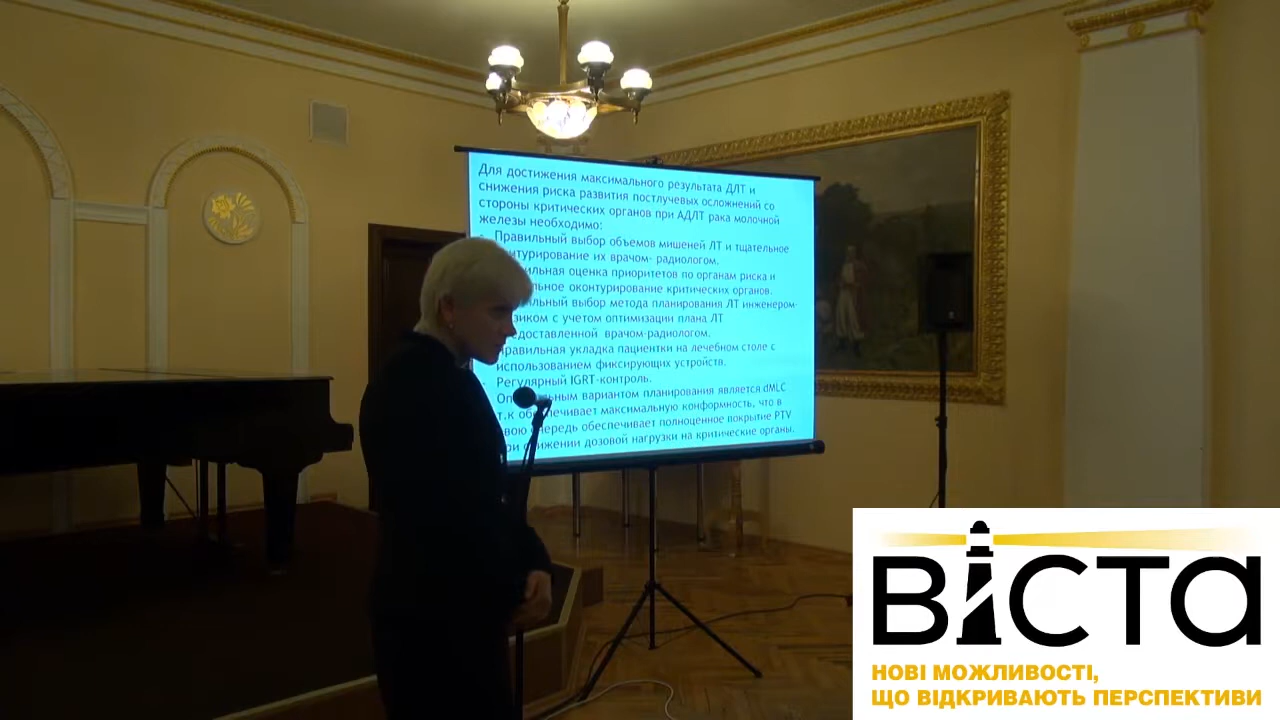 Для достижения максимального результата ДЛТ и
снижения риска развития постлучевых осложнений со
стороны критических органов при АДЛТ рака молочной
железы необходимо:
Правильный выбор объемов мишеней ЛТ и тщательное
их врачом- радиологом.
оценка приоритетов по органам риска и
оконтурирование критических органов.
выбор метода планирования ЛТ инженером-
с учетом оптимизации плана ЛТ
врачом-радиологом.
укладка пациентки на лечебном столе с
использованием фиксирующих устройств.
Регулярный IGRT-контроль.
вариантом планирования является dMLC
т.к обеспечивает максимальную конформность, что в
очередь обеспечивает полноценное покрытие PTV
снижении дозовой нагрузки на критические органы.
ВІСТА
НОВІ МОЖЛИВОСТІ,
ЩО ВІДКРИВАЮТЬ ПЕРСПЕКТИВИ